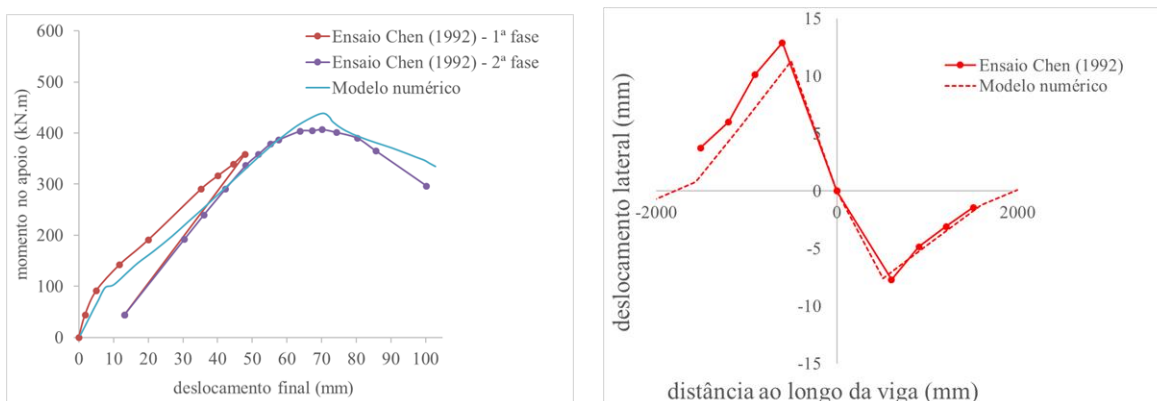 600
500
400
300
200
100
0
momento no apoio (kN.m)
Ensaio Chen (1992) - 1ª fase
Ensaio Chen (1992) - 2ª fase
Modelo numérico
0 10 20 30 40 50 60 70 80 90 100
deslocamento final (mm)
15
10
5
0
-5
-10
-15
-2000
0
2000
deslocamento lateral (mm)
Ensaio Chen (1992)
Modelo numérico
distância ao longo da viga (mm)